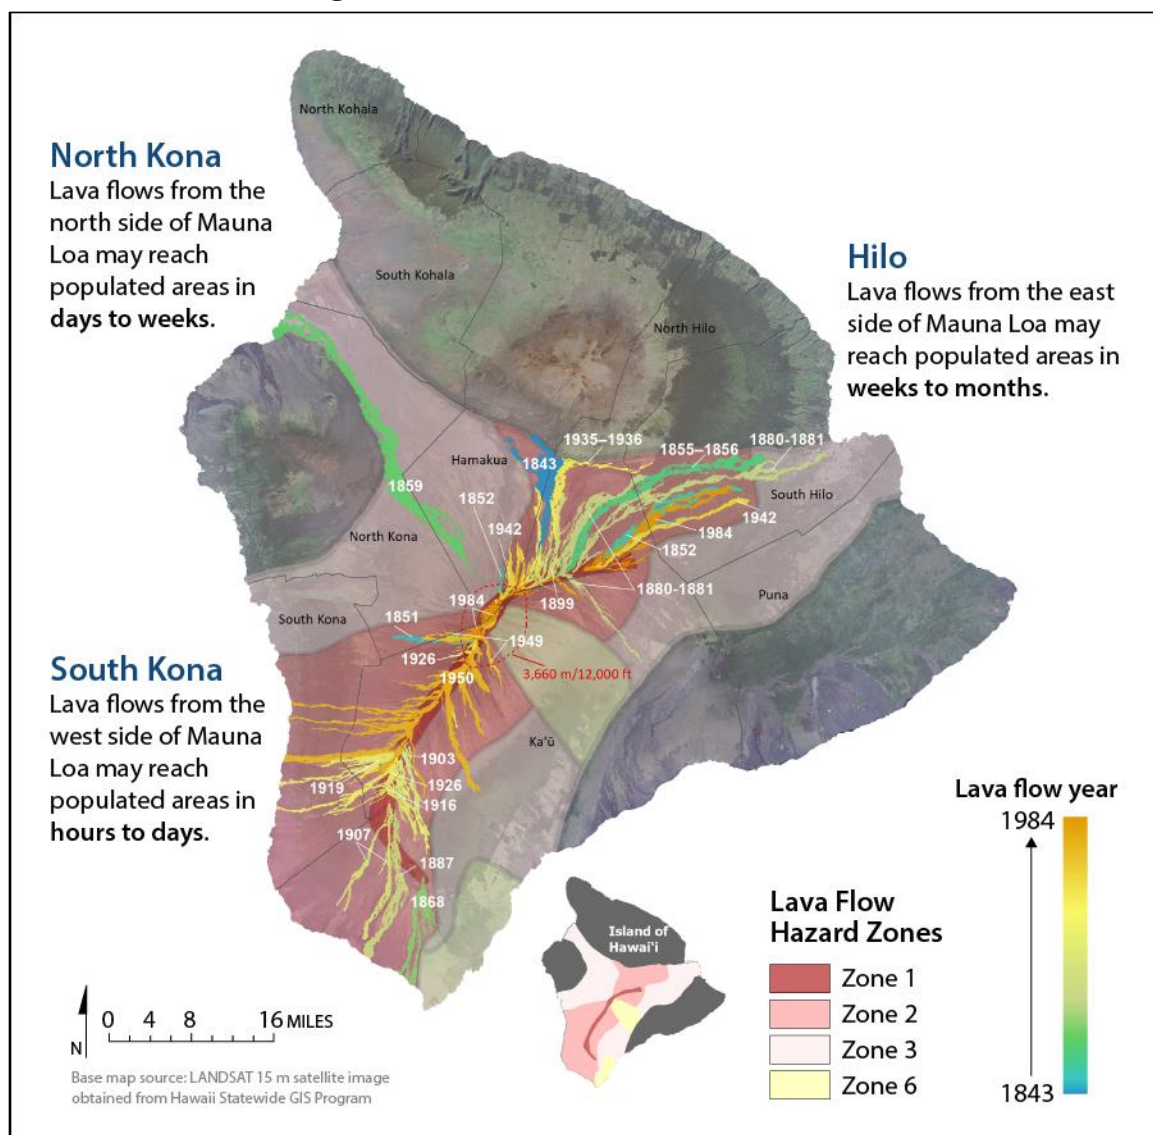 North Kohala
North Kona
Lava flows from the
north side of Mauna
Loa may reach
populated areas in
days to weeks.
South Kohala
Hilo
Lava flows from the east
side of Mauna Loa may
reach populated areas in
weeks to months.
North Hilo
1935–1936
1855–1856
1880-1881
Hamakua
1843
1859
1852
South Hilo
1942
1942
1984
North Kona
1852
1880-1881
Puna
1899
1984
1851
South Kona
1949
1926
3,660 m/12,000 ft
1950
South Kona
Lava flows from the
west side of Mauna
Loa may reach
populated areas in
hours to days.
Kaʻū
1903
1919
1926
1916
1907
1887
1868
Lava flow year
1984
1843
Lava Flow
Hazard Zones
Zone 1
Zone 2
Zone 3
Zone 6
Island of
Hawaiʻi
0 4 8 16 MILES
N
Base map source: LANDSAT 15 m satellite image
obtained from Hawaii Statewide GIS Program